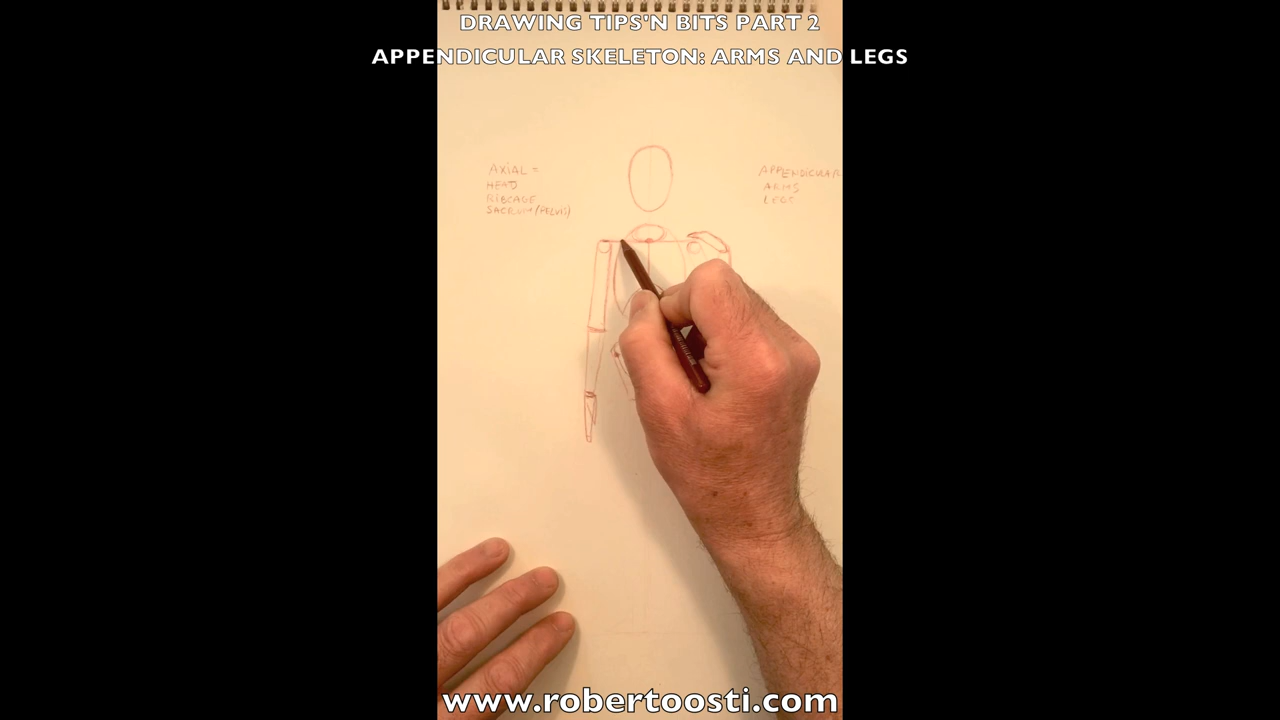 DRAWING TIPS'N BITS PART 2
APPENDICULAR SKELETON: ARMS AND LEGS
AXIAL =
HEAD
RIBCAGE
SACRUM (PELVIS)
APPENDICULAR
ARMS
LEGS
www.robertoosti.com